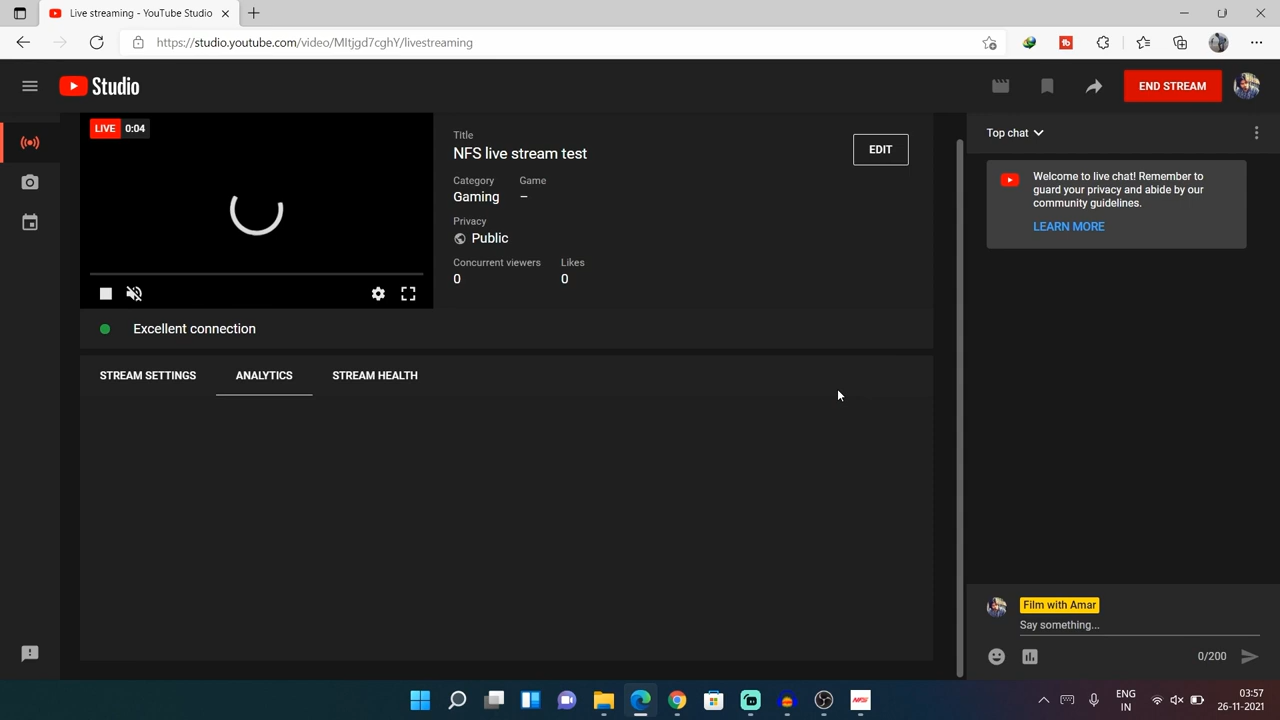 Live streaming - YouTube Studio
https://studio.youtube.com/video/MItjgd7cghY/livestreaming
Studio
END STREAM
LIVE 0:04
Title
NFS live stream test
EDIT
Category Game
Gaming –
Privacy
Public
Concurrent viewers Likes
0 0
Excellent connection
STREAM SETTINGS ANALYTICS STREAM HEALTH
Top chat
Welcome to live chat! Remember to
guard your privacy and abide by our
community guidelines.
LEARN MORE
Film with Amar
Say something...
0/200
NFS
ENG
IN
03:57
26-11-2021